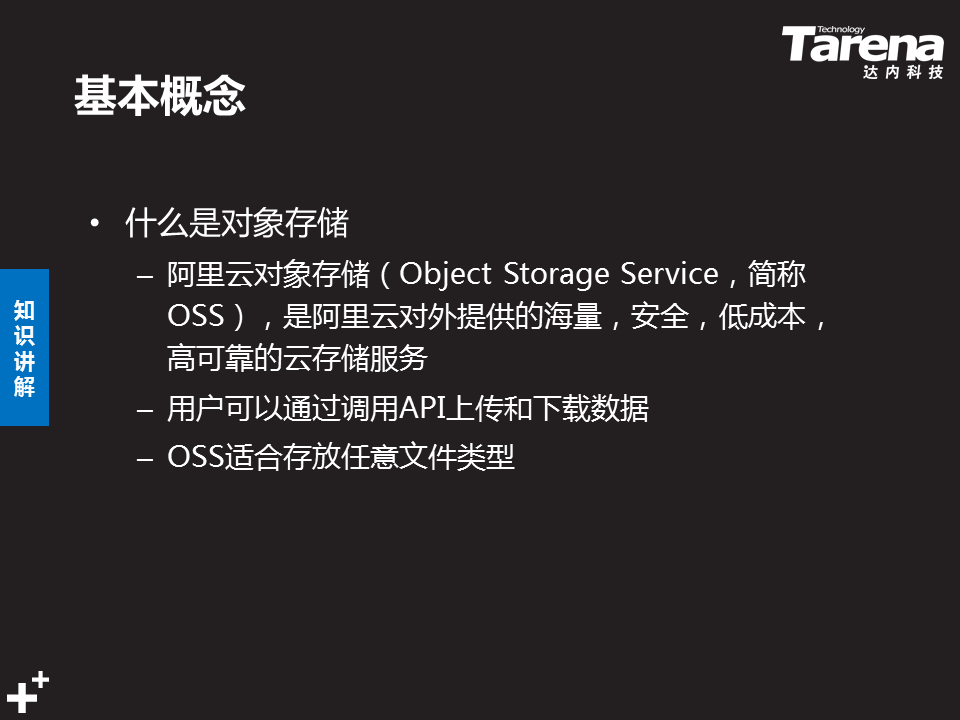 Technology
Tarena
达内科技
基本概念
• 什么是对象存储
– 阿里云对象存储（Object Storage Service，简称
OSS），是阿里云对外提供的海量，安全，低成本，
高可靠的云存储服务
– 用户可以通过调用API上传和下载数据
– OSS适合存放任意文件类型
知
识
讲
解